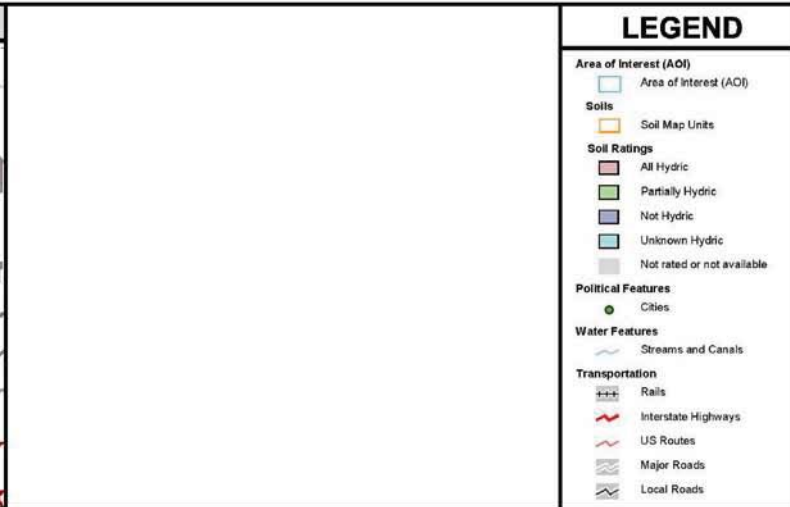 LEGEND
Area of Interest (AOI)
Area of Interest (AOI)
Soils
Soil Map Units
Soil Ratings
All Hydric
Partially Hydric
Not Hydric
Unknown Hydric
Not rated or not available
Political Features
Cities
Water Features
Streams and Canals
Transportation
Rails
Interstate Highways
US Routes
Major Roads
Local Roads